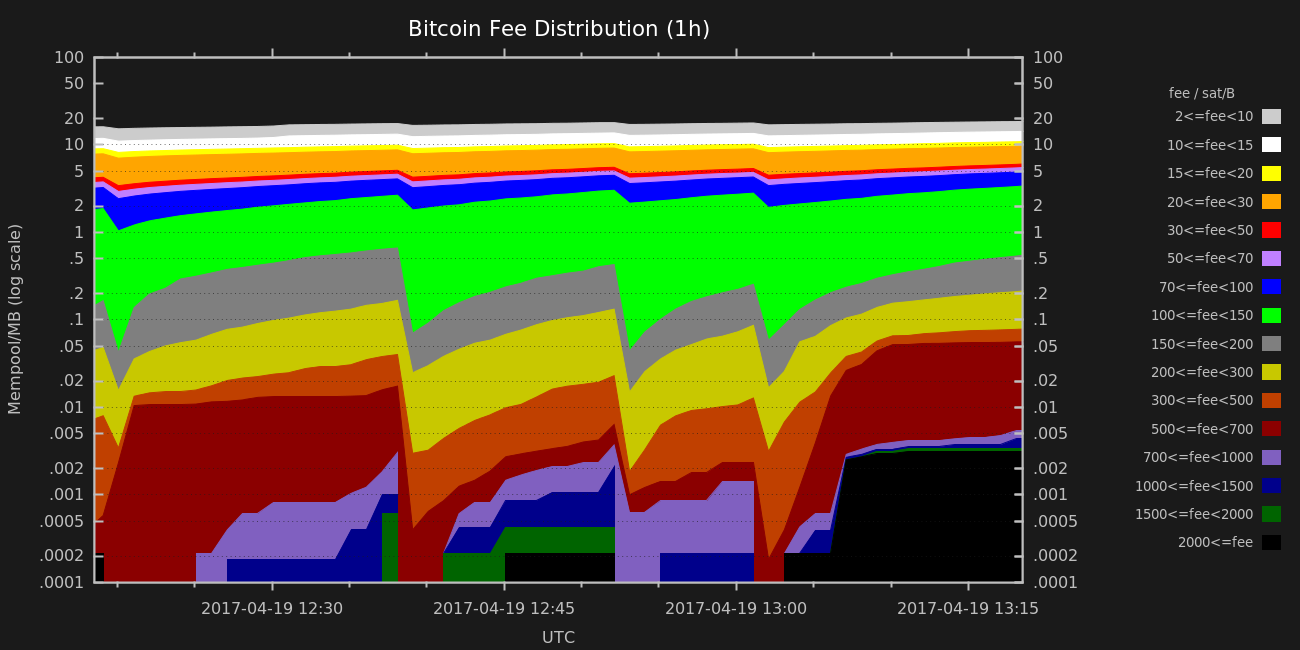 Bitcoin Fee Distribution (1h)
100 100
50 50
20 20
10 10
5 5
2 2
1 1
.5 .5
.2 .2
.1 .1
.05 .05
.02 .02
.01 .01
.005 .005
.002 .002
.001 .001
.0005 .0005
.0002 .0002
.0001 .0001
Mempool/MB (log scale)
2017-04-19 12:30 2017-04-19 12:45 2017-04-19 13:00 2017-04-19 13:15
UTC
fee / sat/B
2<=fee<10
10<=fee<15
15<=fee<20
20<=fee<30
30<=fee<50
50<=fee<70
70<=fee<100
100<=fee<150
150<=fee<200
200<=fee<300
300<=fee<500
500<=fee<700
700<=fee<1000
1000<=fee<1500
1500<=fee<2000
2000<=fee